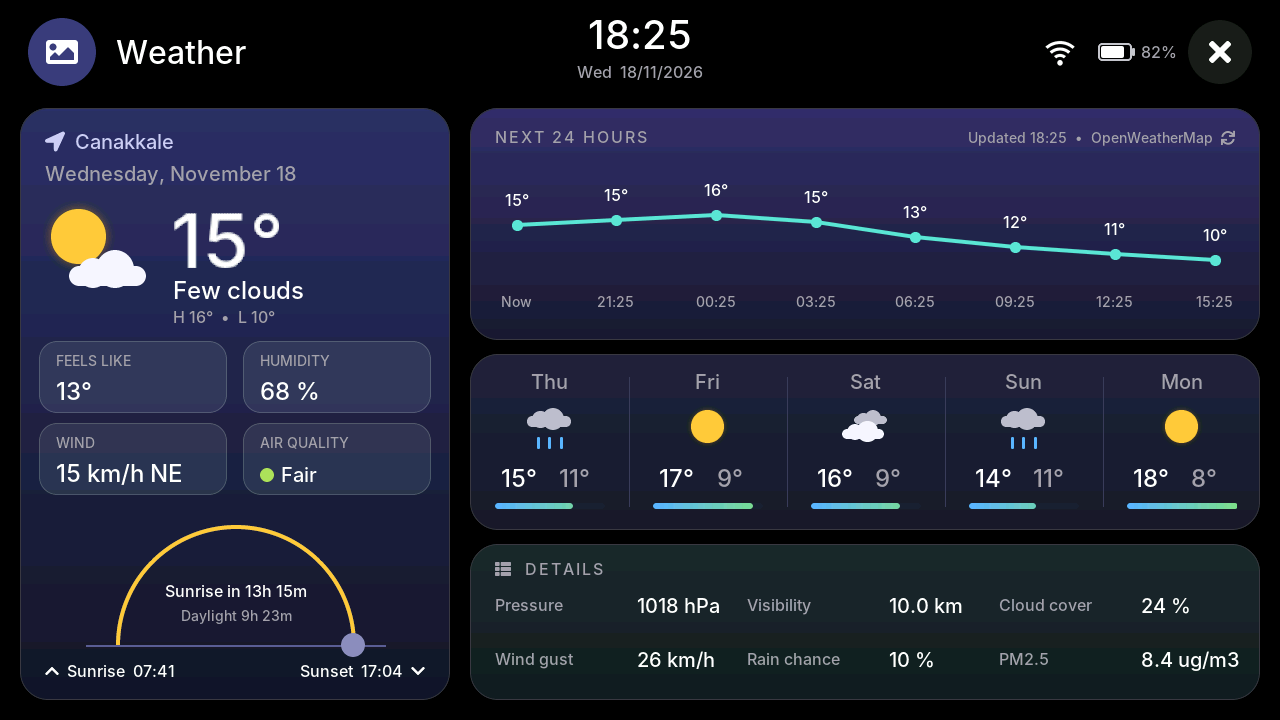 Weather
18:25
Wed 18/11/2026
82%
Canakkale
Wednesday, November 18
15°
Few clouds
H 16° • L 10°
FEELS LIKE
13°
HUMIDITY
68 %
WIND
15 km/h NE
AIR QUALITY
Fair
Sunrise in 13h 15m
Daylight 9h 23m
Sunrise 07:41
Sunset 17:04
NEXT 24 HOURS
Updated 18:25 • OpenWeatherMap
15° 15° 16° 15° 13° 12° 11° 10°
Now 21:25 00:25 03:25 06:25 09:25 12:25 15:25
Thu Fri Sat Sun Mon
15° 11° 17° 9° 16° 9° 14° 11° 18° 8°
DETAILS
Pressure 1018 hPa Visibility 10.0 km Cloud cover 24 %
Wind gust 26 km/h Rain chance 10 % PM2.5 8.4 ug/m3